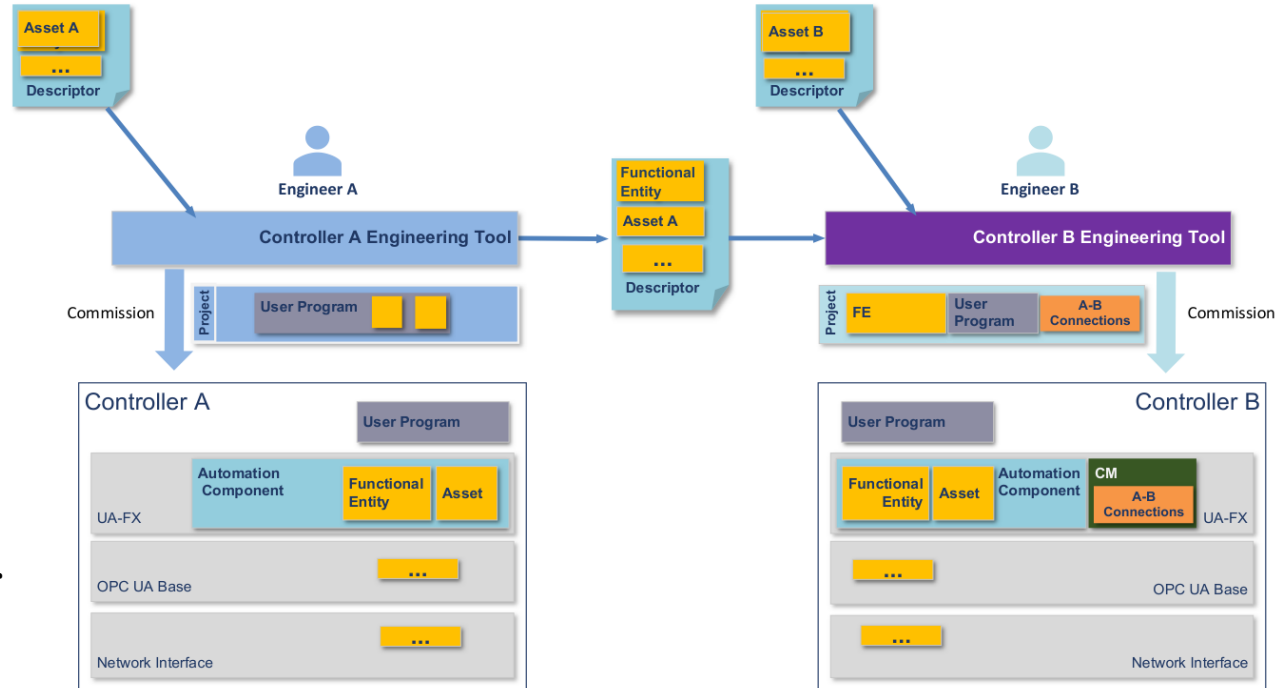 Asset A
...
Descriptor
Asset B
...
Descriptor
Engineer A
Engineer B
Functional
Entity
Asset A
...
Descriptor
Controller A Engineering Tool
Controller B Engineering Tool
Commission
Project
User Program
Project
FE
User
Program
A-B
Connections
Commission
Controller A
User Program
Automation
Component
Functional
Entity
Asset
UA-FX
...
OPC UA Base
...
Network Interface
Controller B
User Program
Functional
Entity
Asset
Automation
Component
CM
A-B
Connections
UA-FX
...
OPC UA Base
...
Network Interface